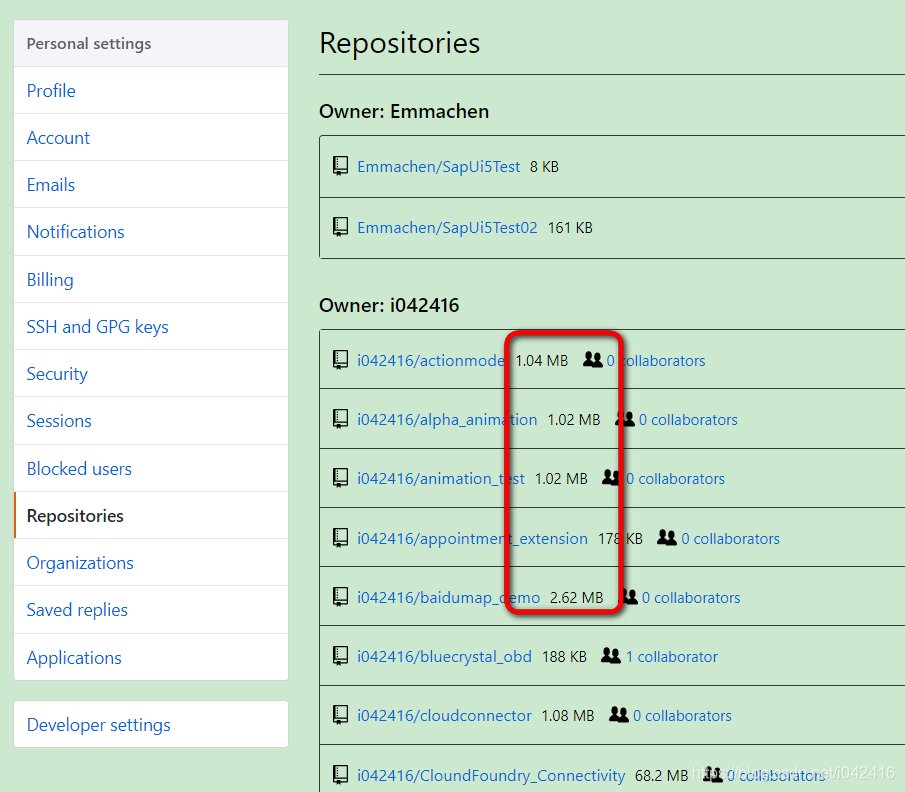 Personal settings
Profile
Account
Emails
Notifications
Billing
SSH and GPG keys
Security
Sessions
Blocked users
Repositories
Organizations
Saved replies
Applications
Developer settings
Repositories
Owner: Emmachen
Emmachen/SapUi5Test 8 KB
Emmachen/SapUi5Test02 161 KB
Owner: i042416
i042416/actionmode 1.04 MB 0 collaborators
i042416/alpha_animation 1.02 MB 0 collaborators
i042416/animation_test 1.02 MB 0 collaborators
i042416/appointment_extension 178 KB 0 collaborators
i042416/baidumap_demo 2.62 MB 0 collaborators
i042416/bluecrystal_obd 188 KB 1 collaborator
i042416/cloudconnector 1.08 MB 0 collaborators
i042416/CloundFoundry_Connectivity 68.2 MB 0 collaborators
https://blog.csdn.net/i042416